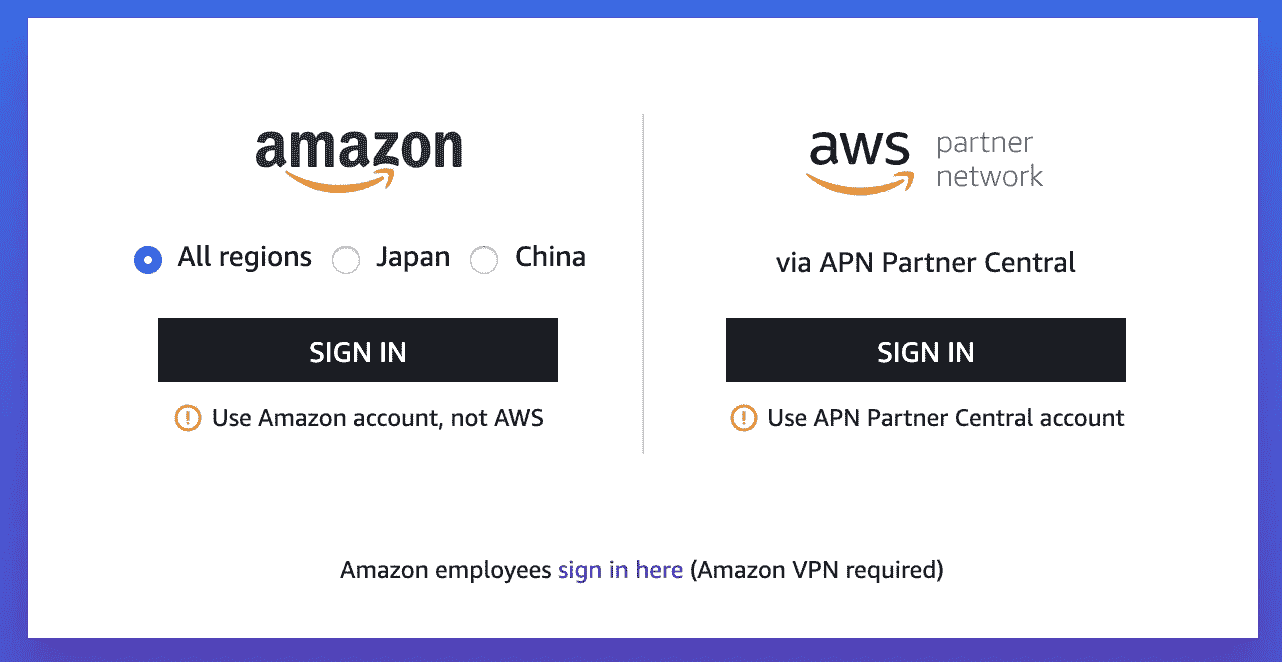 amazon
All regions Japan China
SIGN IN
Use Amazon account, not AWS
aws partner
network
via APN Partner Central
SIGN IN
Use APN Partner Central account
Amazon employees sign in here (Amazon VPN required)